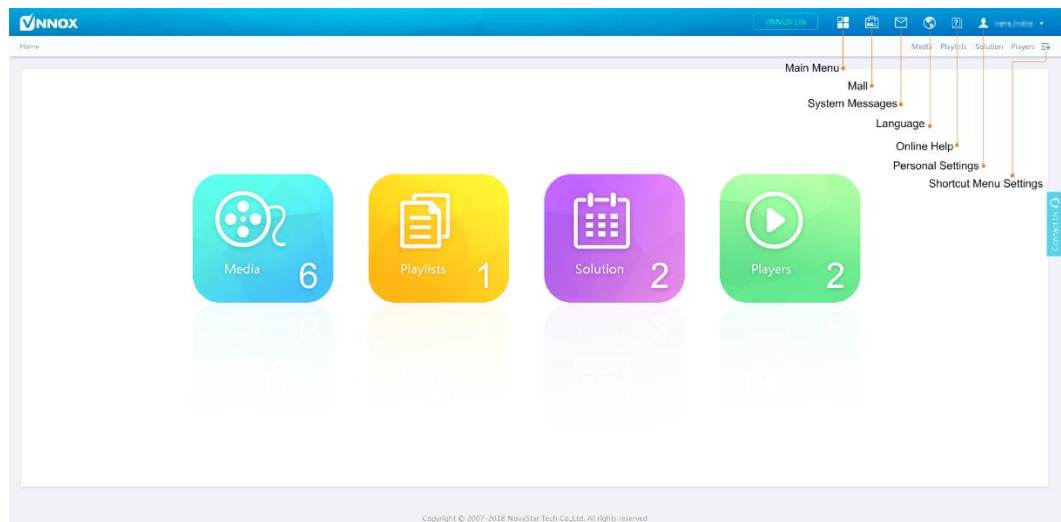 VNNOX
VNNOX Lite
MALL
Home
Media Playlists Solution Players
Main Menu
Mall
System Messages
Language
Online Help
Personal Settings
Shortcut Menu Settings
Media 6
Playlists 1
Solution 2
Players 2
Contact Us
Copyright © 2007-2018 NovaStar Tech Co.,Ltd. All rights reserved